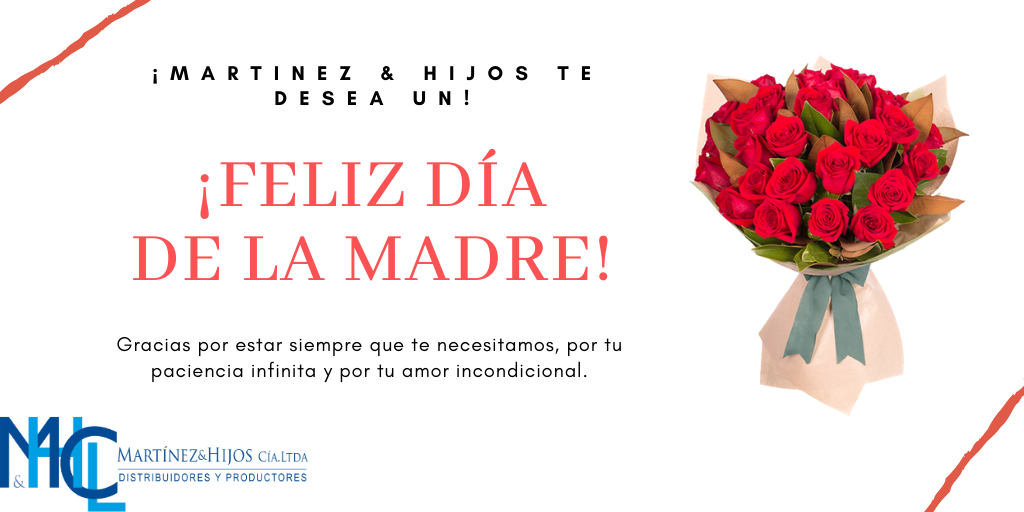 ¡MARTINEZ & HIJOS TE
DESEA UN!
¡FELIZ DÍA
DE LA MADRE!
Gracias por estar siempre que te necesitamos, por tu
paciencia infinita y por tu amor incondicional.
M&HCL
MARTÍNEZ&HIJOS CÍA.LTDA
DISTRIBUIDORES Y PRODUCTORES